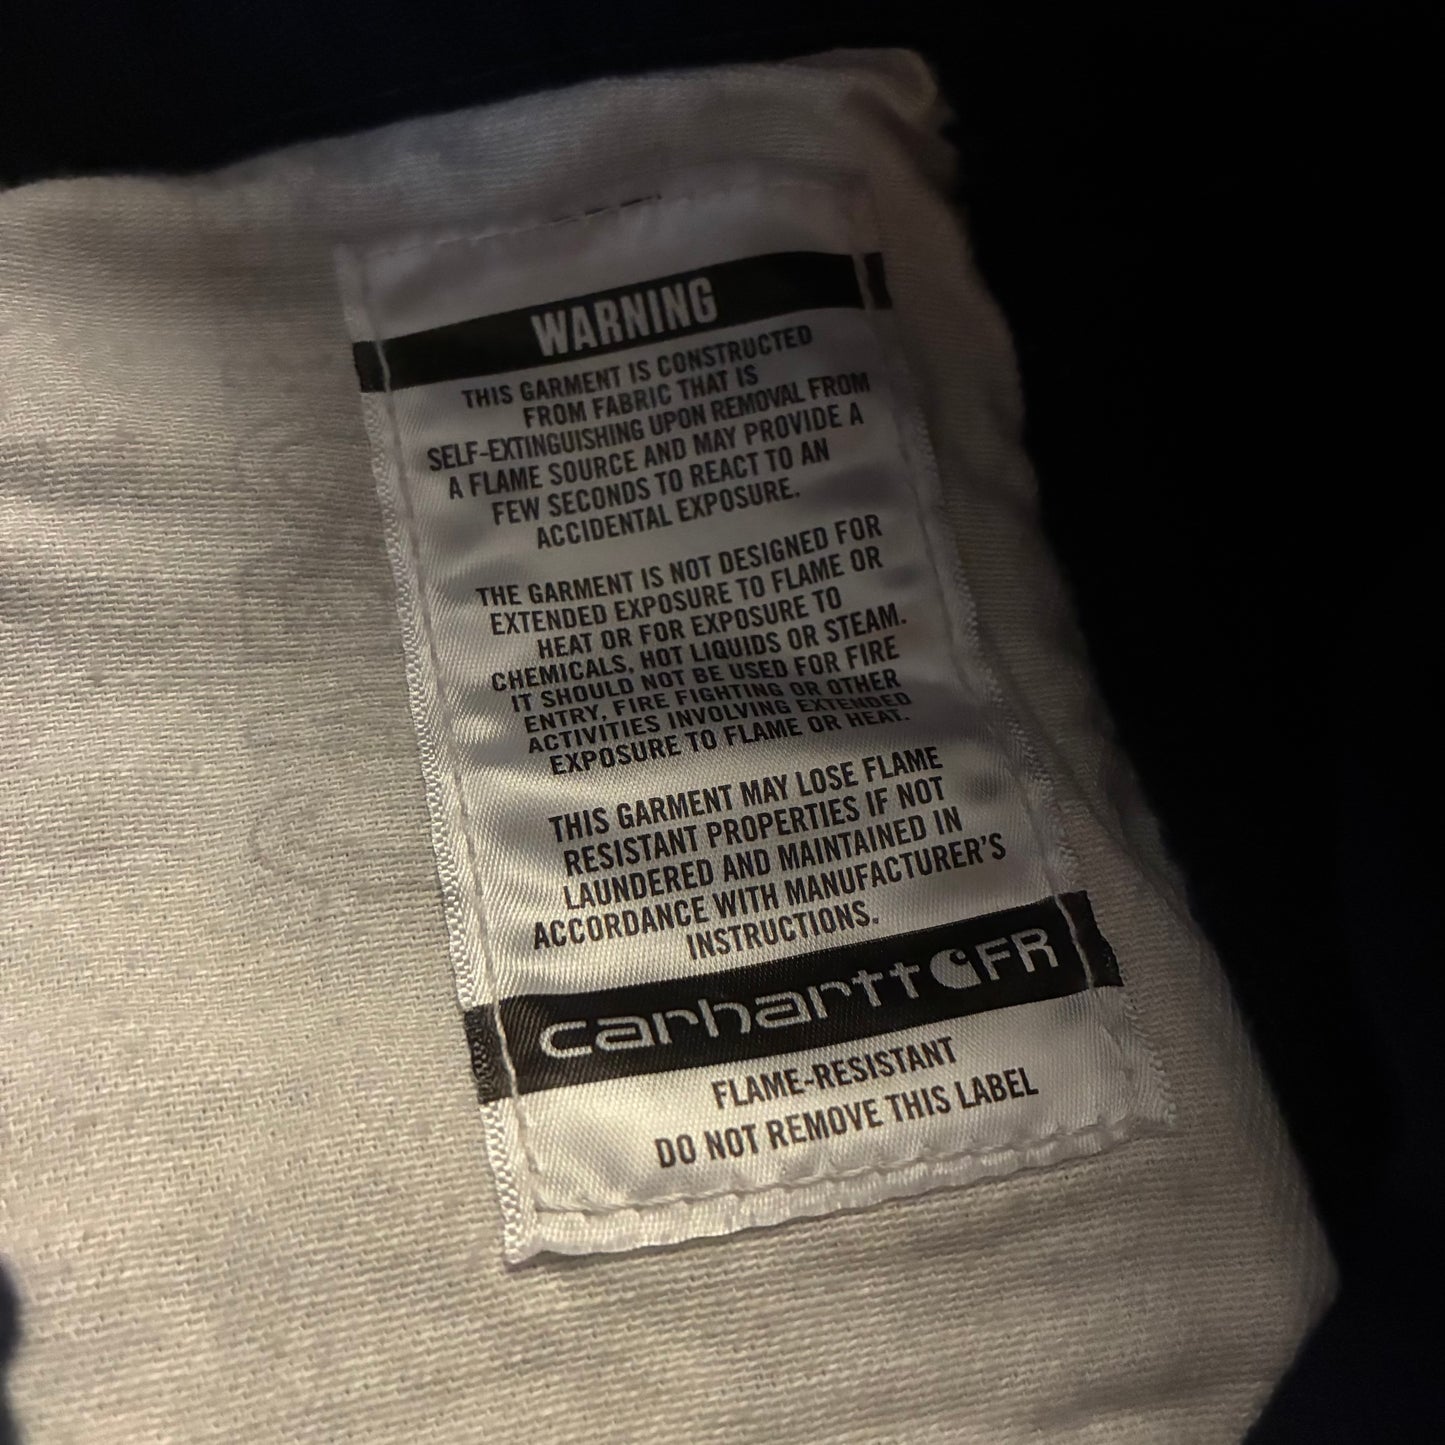 WARNING
THIS GARMENT IS CONSTRUCTED
FROM FABRIC THAT IS
SELF-EXTINGUISHING UPON REMOVAL FROM
A FLAME SOURCE AND MAY PROVIDE A
FEW SECONDS TO REACT TO AN
ACCIDENTAL EXPOSURE.
THE GARMENT IS NOT DESIGNED FOR
EXTENDED EXPOSURE TO FLAME OR
HEAT OR FOR EXPOSURE TO
CHEMICALS, HOT LIQUIDS OR STEAM.
IT SHOULD NOT BE USED FOR FIRE
ENTRY, FIRE FIGHTING OR OTHER
ACTIVITIES INVOLVING EXTENDED
EXPOSURE TO FLAME OR HEAT.
THIS GARMENT MAY LOSE FLAME
RESISTANT PROPERTIES IF NOT
LAUNDERED AND MAINTAINED IN
ACCORDANCE WITH MANUFACTURER'S
INSTRUCTIONS.
carhartt FR
FLAME-RESISTANT
DO NOT REMOVE THIS LABEL